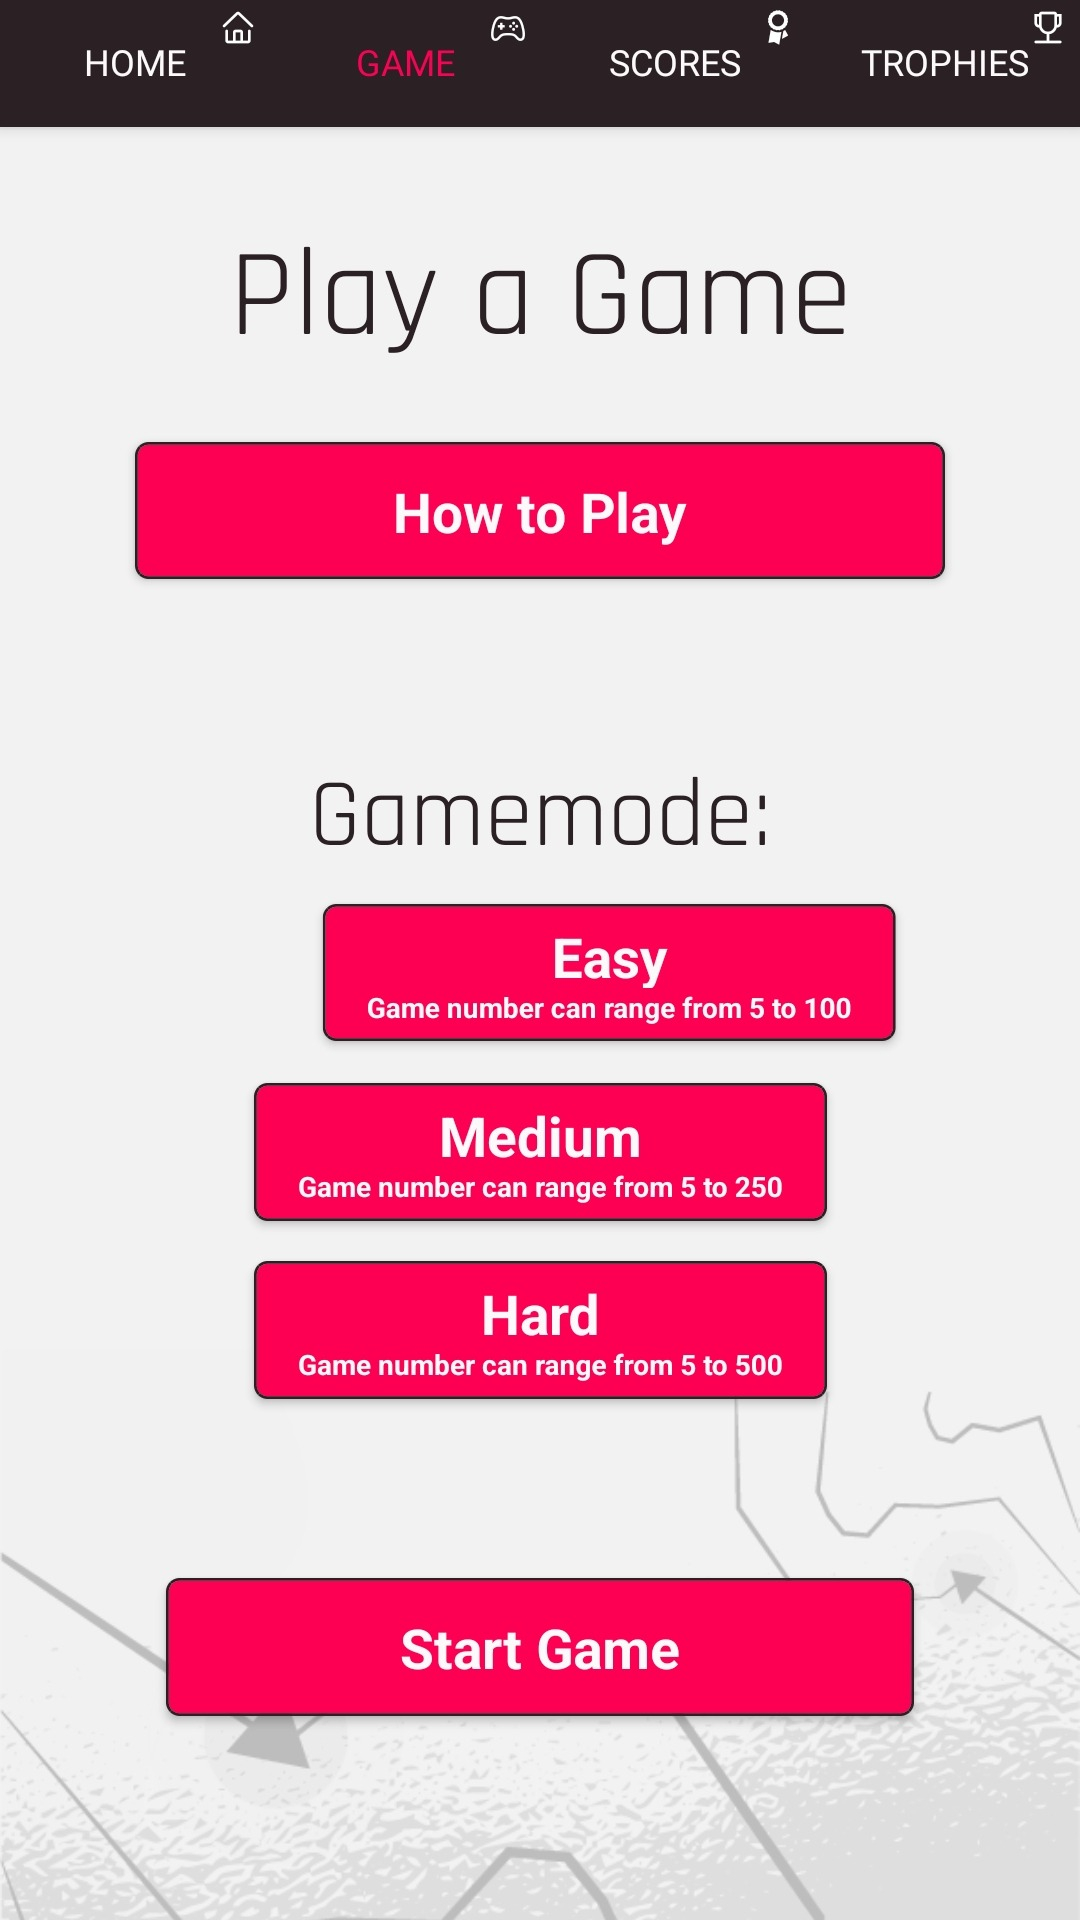 HOME GAME SCORES TROPHIES
Play a Game
How to Play
Gamemode:
Easy
Game number can range from 5 to 100
Medium
Game number can range from 5 to 250
Hard
Game number can range from 5 to 500
Start Game